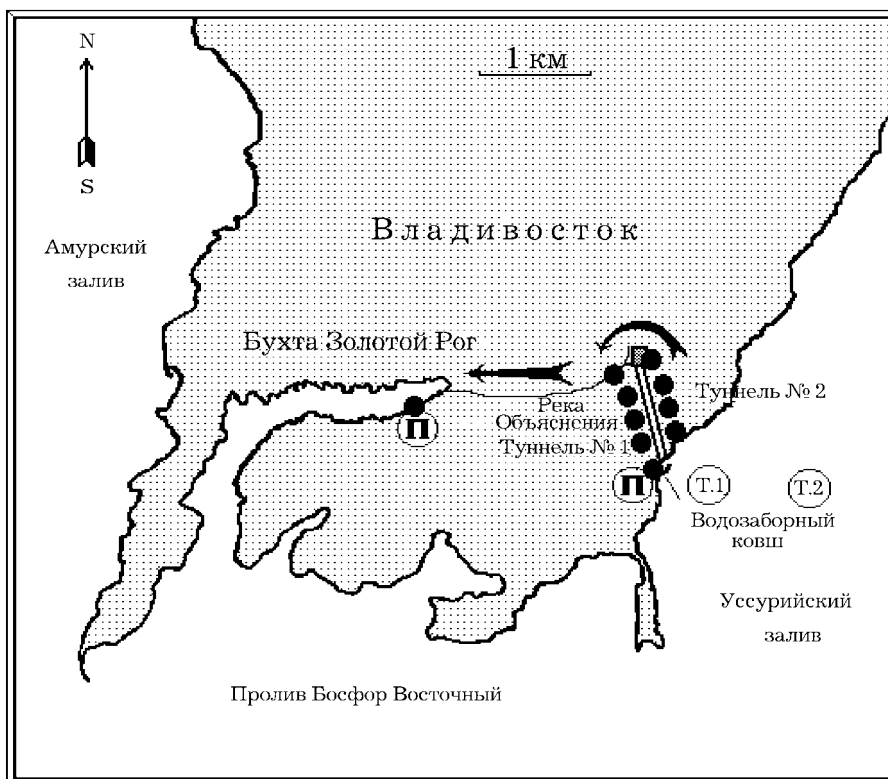 N
1 км
S
Владивосток
Амурский
залив
Бухта Золотой Рог
Туннель № 2
Река
Объяснения
Туннель № 1
П
П
Т.1
Т.2
Водозаборный
ковш
Уссурийский
залив
Пролив Босфор Восточный